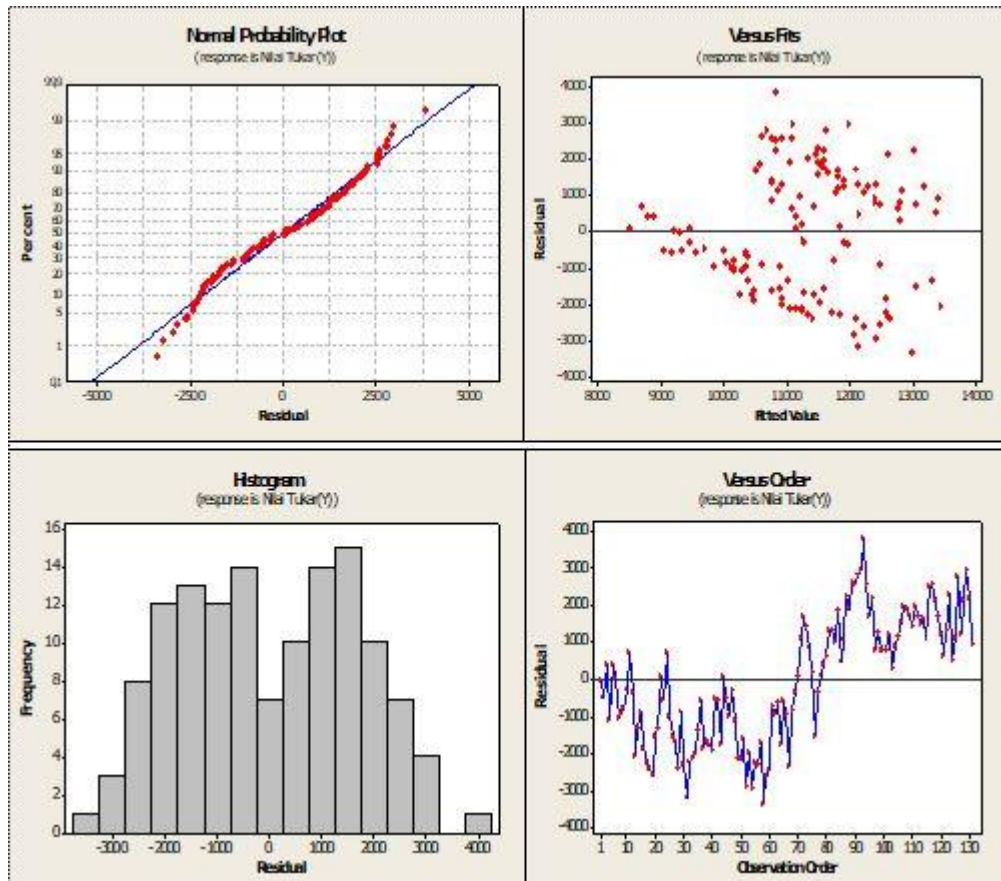 Normal Probability Plot
(response is Nilai Tukar(Y))
Percent
99,9
99
95
90
80
70
60
50
40
30
20
10
5
1
0,1
-5000 -2500 0 2500 5000
Residual
Versus Fits
(response is Nilai Tukar(Y))
Residual
4000
3000
2000
1000
0
-1000
-2000
-3000
-4000
8000 9000 10000 11000 12000 13000 14000
Fitted Value
Histogram
(response is Nilai Tukar(Y))
Frequency
16
14
12
10
8
6
4
2
0
-3000 -2000 -1000 0 1000 2000 3000 4000
Residual
Versus Order
(response is Nilai Tukar(Y))
Residual
4000
3000
2000
1000
0
-1000
-2000
-3000
-4000
1 10 20 30 40 50 60 70 80 90 100 110 120 130
Observation Order